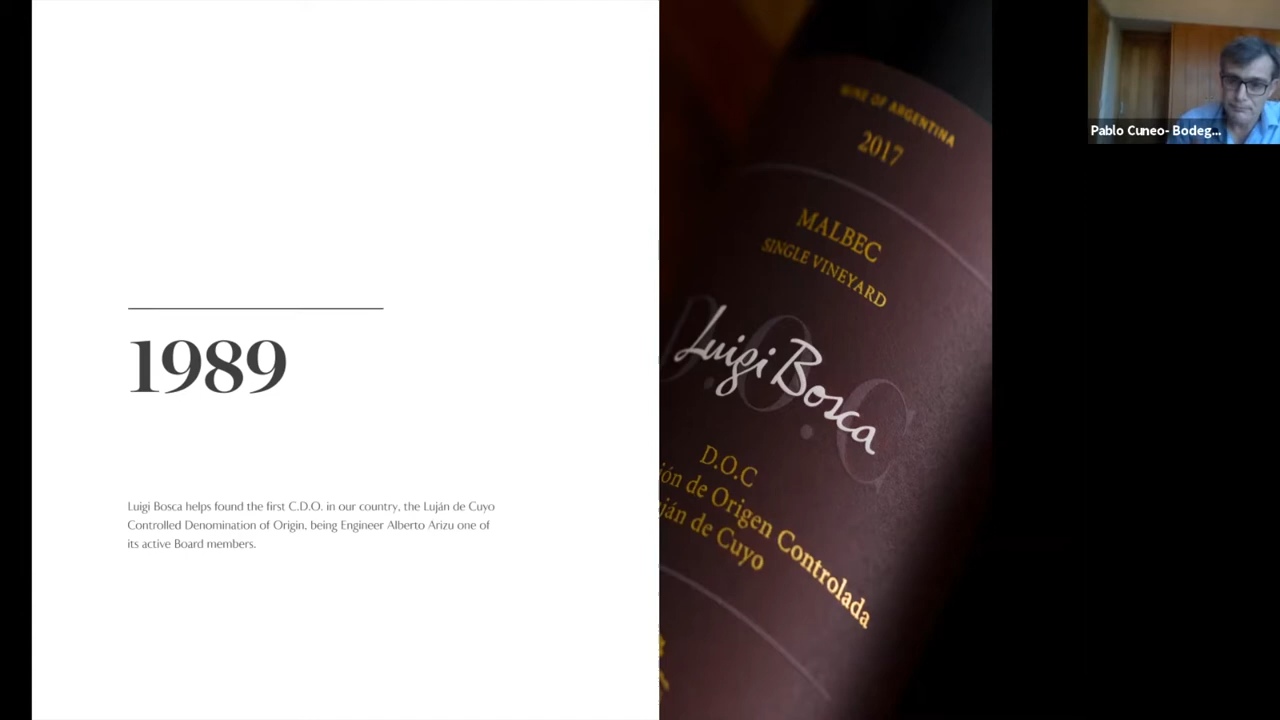 1989
Luigi Bosca helps found the first C.D.O. in our country, the Luján de Cuyo
Controlled Denomination of Origin, being Engineer Alberto Arizu one of
its active Board members.
WINE OF ARGENTINA
2017
MALBEC
SINGLE VINEYARD
D.O.C
Luigi Bosca
D.O.C
ión de Origen Controlada
uján de Cuyo
Pablo Cuneo- Bodeg...